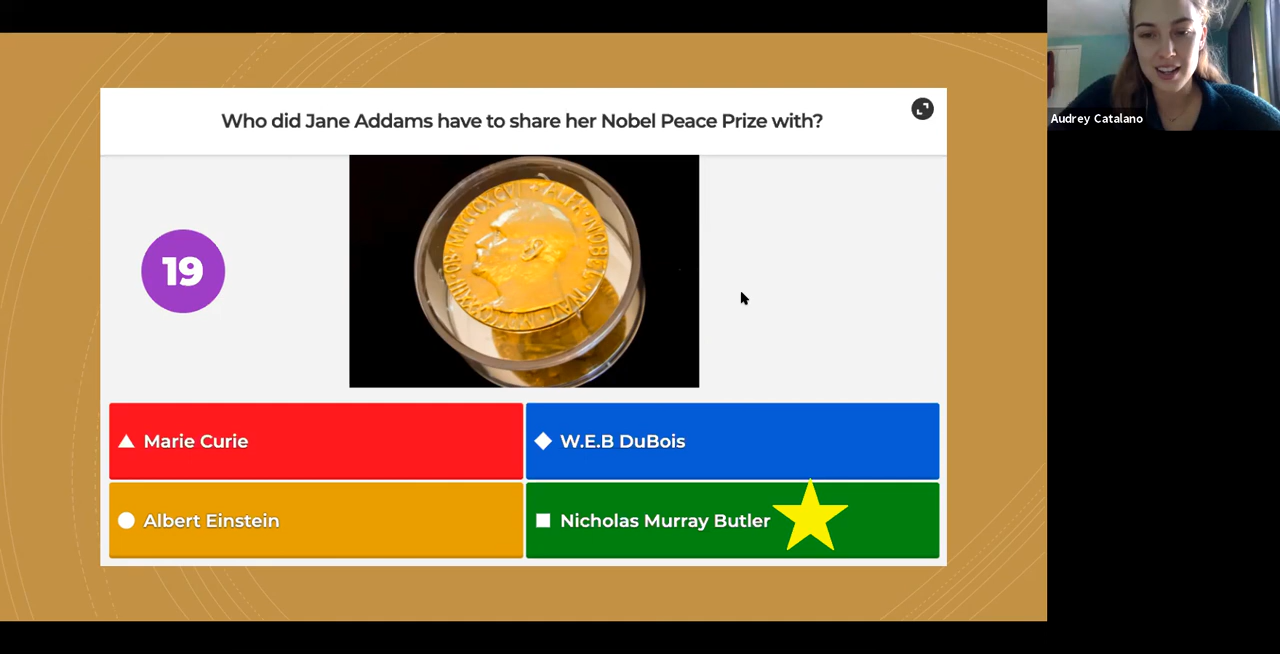 Who did Jane Addams have to share her Nobel Peace Prize with?
Audrey Catalano
19
Marie Curie
W.E.B DuBois
Albert Einstein
Nicholas Murray Butler